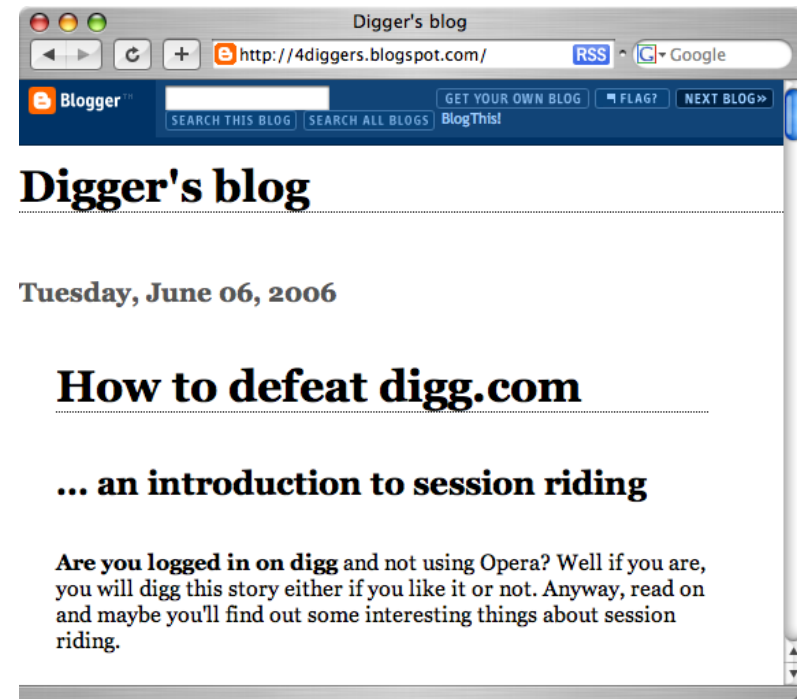 Digger's blog
http://4diggers.blogspot.com/ RSS Google
Blogger™ GET YOUR OWN BLOG FLAG? NEXT BLOG»
SEARCH THIS BLOG SEARCH ALL BLOGS BlogThis!
Digger's blog
Tuesday, June 06, 2006
How to defeat digg.com
... an introduction to session riding
Are you logged in on digg and not using Opera? Well if you are,
you will digg this story either if you like it or not. Anyway, read on
and maybe you'll find out some interesting things about session
riding.